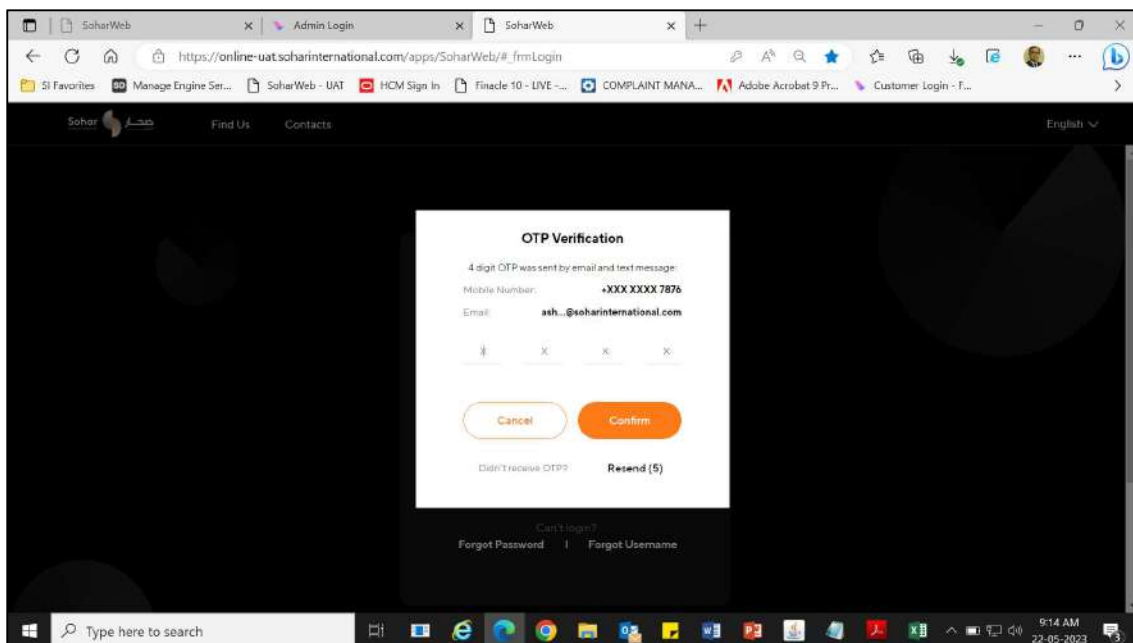 SoharWeb
Admin Login
SoharWeb
https://online-uat.soharinternational.com/apps/SoharWeb/#_frmLogin
SI Favorites Manage Engine Ser... SoharWeb - UAT HCM Sign In Finacle 10 - LIVE -... COMPLAINT MANA... Adobe Acrobat 9 Pr... Customer Login - F...
Sohar صحار Find Us Contacts English
OTP Verification
4 digit OTP was sent by email and text message:
Mobile Number: +XXX XXXX 7876
Email: ash...@soharinternational.com
X X X X
Cancel Confirm
Didn't receive OTP? Resend (5)
Can't login?
Forgot Password | Forgot Username
Type here to search
9:14 AM
22-05-2023
3